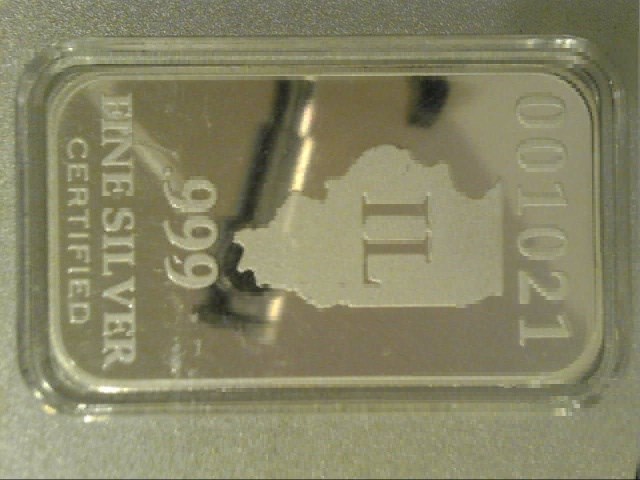 001021
IL
999
FINE SILVER
CERTIFIED